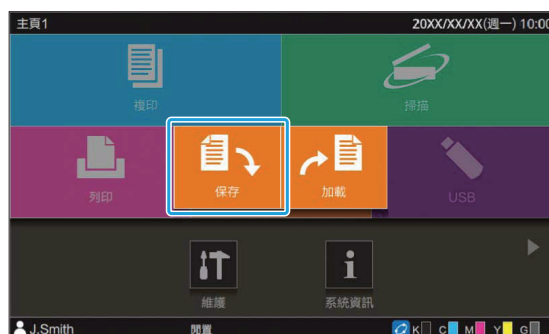 主頁1 20XX/XX/XX(週一) 10:00
複印 掃描
列印 保存 加載 USB
維護 系統資訊
J.Smith 閒置 K C M Y G